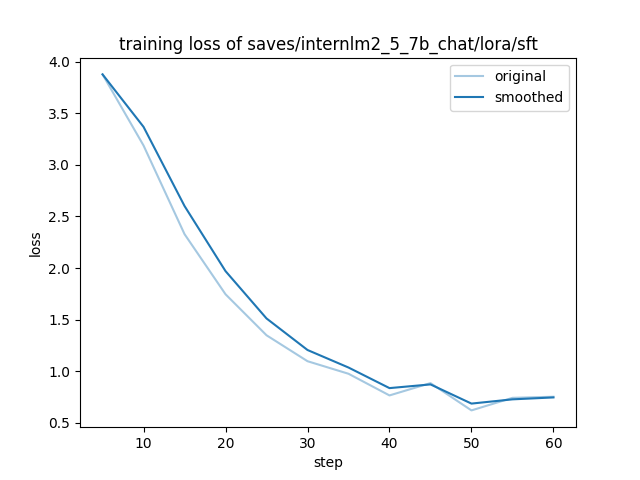 training loss of saves/internlm2_5_7b_chat/lora/sft
original
smoothed
4.0
3.5
3.0
2.5
2.0
1.5
1.0
0.5
loss
10 20 30 40 50 60
step